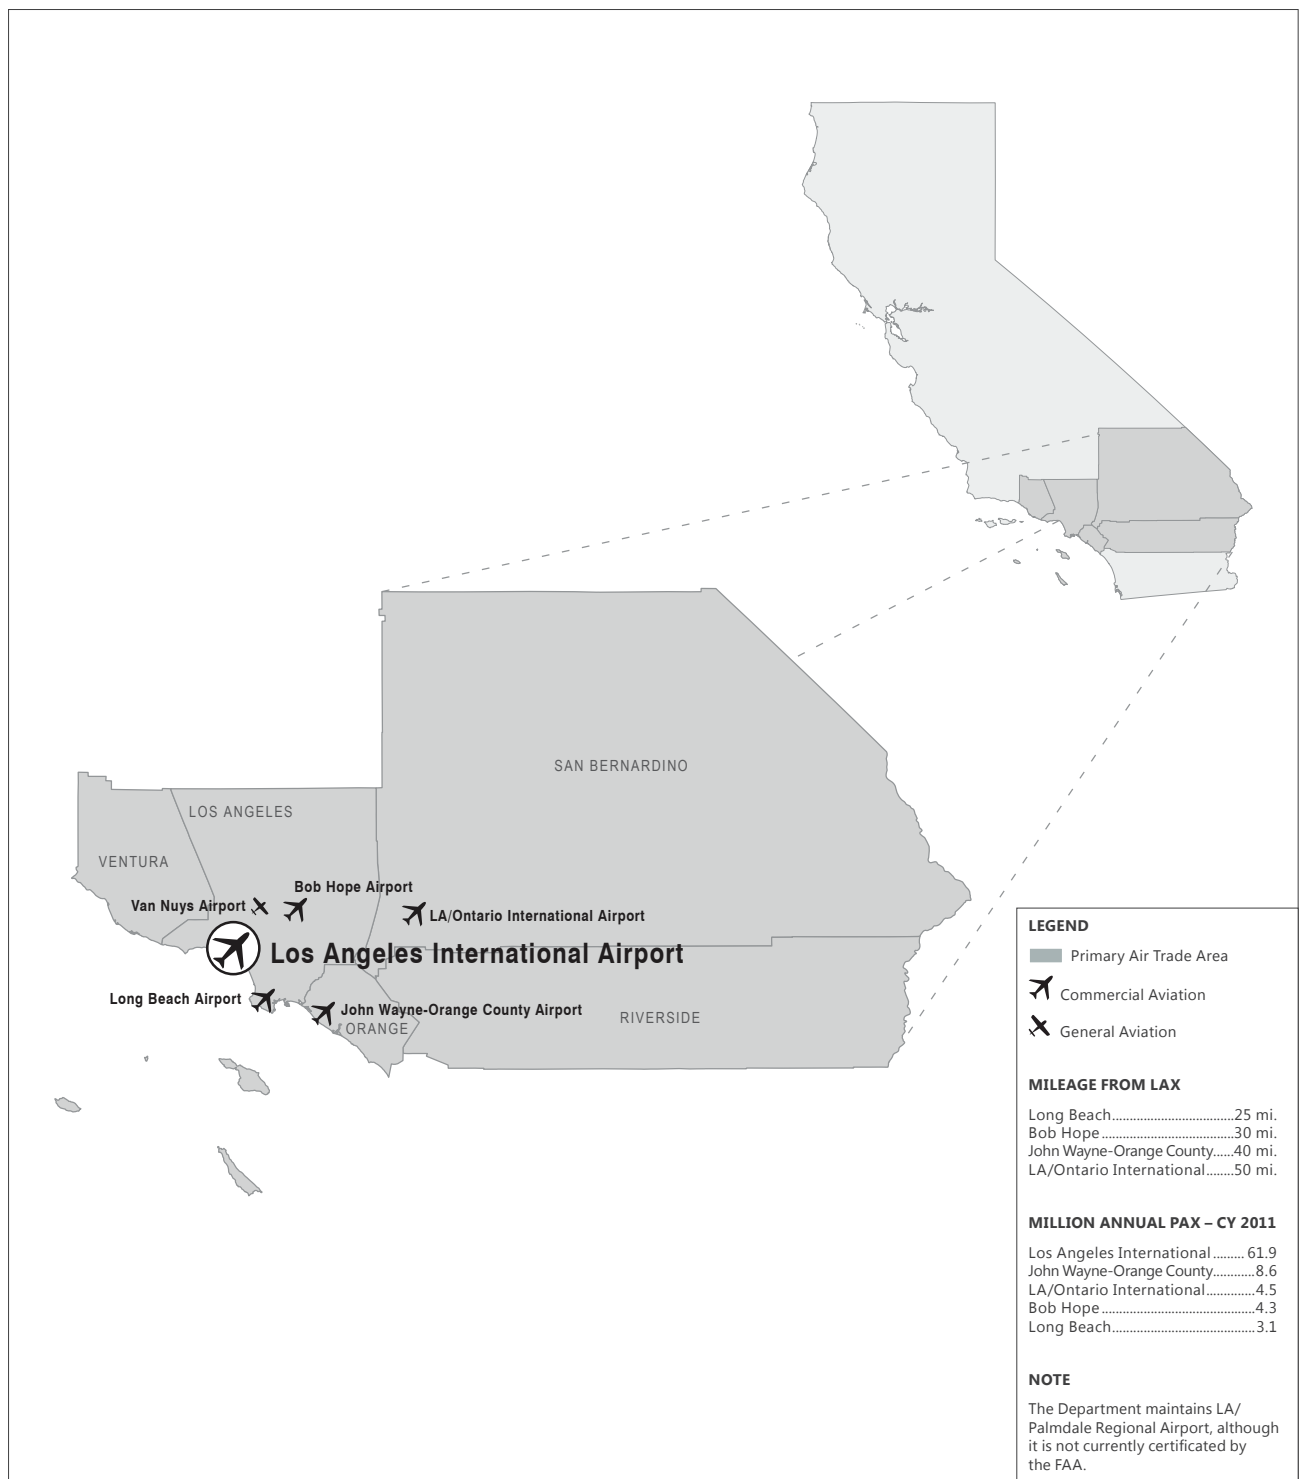 SAN BERNARDINO
LOS ANGELES
VENTURA
Bob Hope Airport
Van Nuys Airport
LA/Ontario International Airport
Los Angeles International Airport
Long Beach Airport
John Wayne-Orange County Airport
ORANGE
RIVERSIDE
LEGEND
Primary Air Trade Area
Commercial Aviation
General Aviation
MILEAGE FROM LAX
Long Beach..................................25 mi.
Bob Hope.....................................30 mi.
John Wayne-Orange County......40 mi.
LA/Ontario International........50 mi.
MILLION ANNUAL PAX – CY 2011
Los Angeles International......... 61.9
John Wayne-Orange County............8.6
LA/Ontario International..............4.5
Bob Hope...........................................4.3
Long Beach........................................3.1
NOTE
The Department maintains LA/
Palmdale Regional Airport, although
it is not currently certificated by
the FAA.